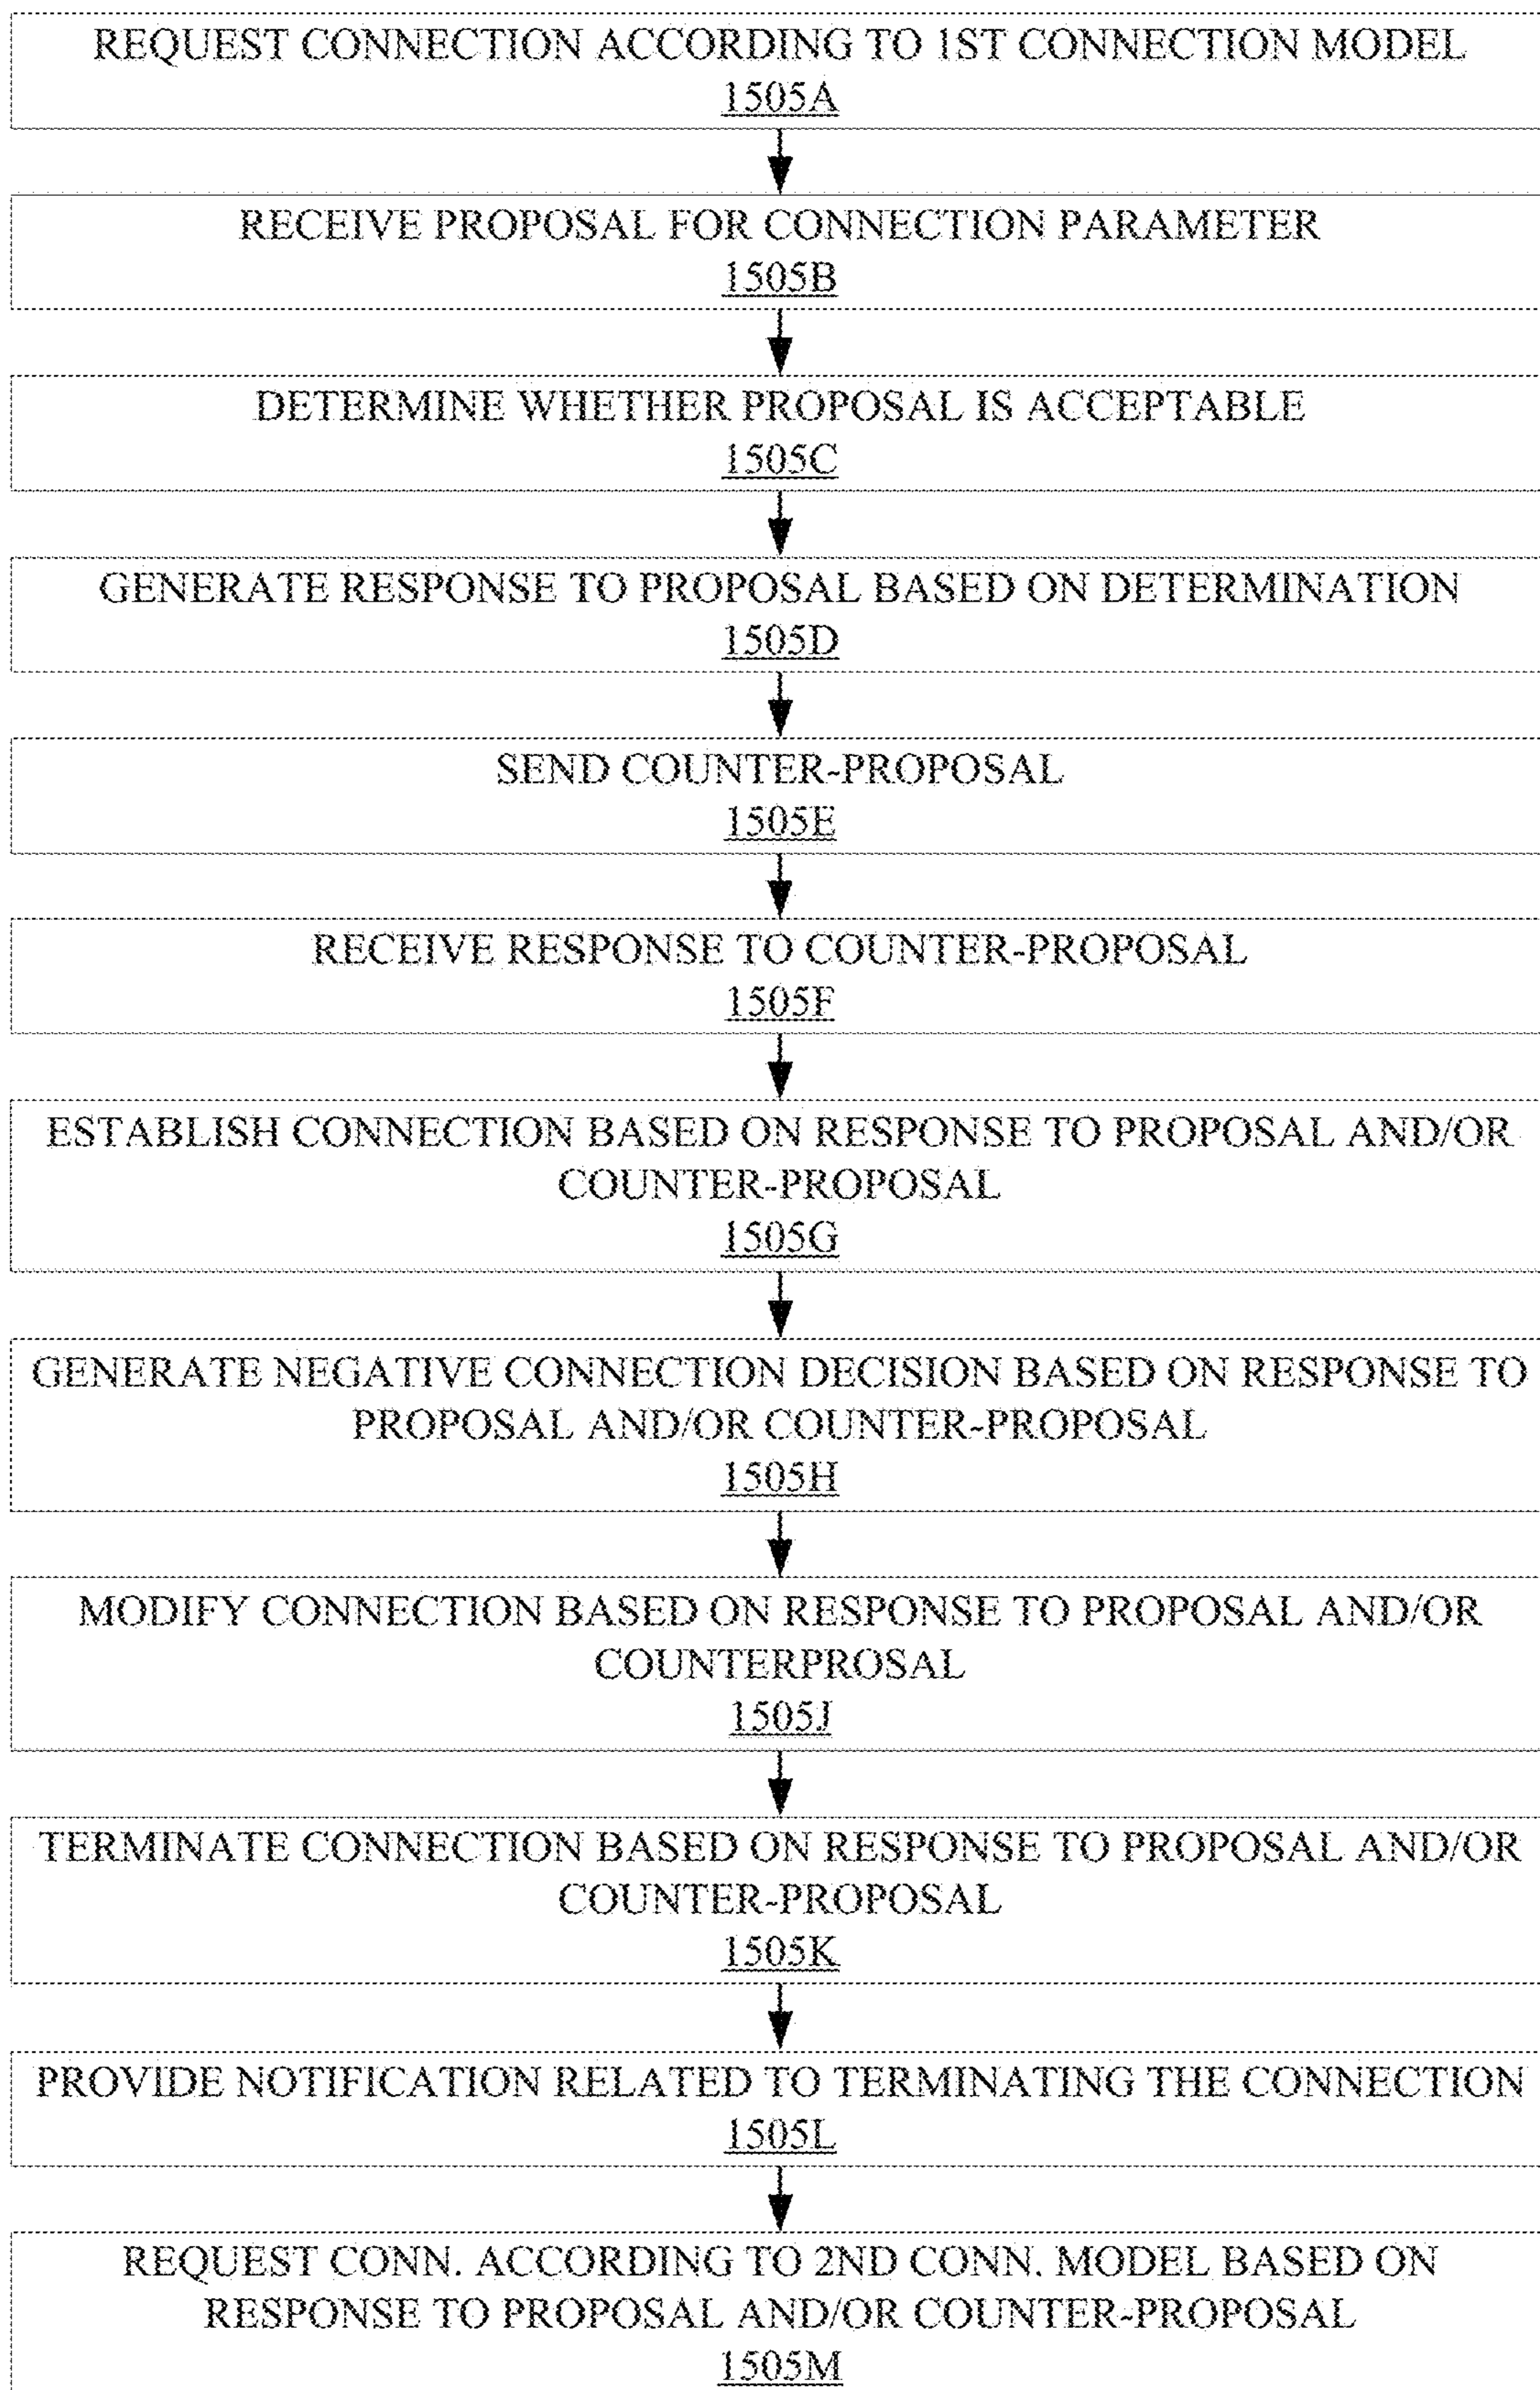 REQUEST CONNECTION ACCORDING TO 1ST CONNECTION MODEL
1505A
RECEIVE PROPOSAL FOR CONNECTION PARAMETER
1505B
DETERMINE WHETHER PROPOSAL IS ACCEPTABLE
1505C
GENERATE RESPONSE TO PROPOSAL BASED ON DETERMINATION
1505D
SEND COUNTER-PROPOSAL
1505E
RECEIVE RESPONSE TO COUNTER-PROPOSAL
1505F
ESTABLISH CONNECTION BASED ON RESPONSE TO PROPOSAL AND/OR
COUNTER-PROPOSAL
1505G
GENERATE NEGATIVE CONNECTION DECISION BASED ON RESPONSE TO
PROPOSAL AND/OR COUNTER-PROPOSAL
1505H
MODIFY CONNECTION BASED ON RESPONSE TO PROPOSAL AND/OR
COUNTERPROSAL
1505J
TERMINATE CONNECTION BASED ON RESPONSE TO PROPOSAL AND/OR
COUNTER-PROPOSAL
1505K
PROVIDE NOTIFICATION RELATED TO TERMINATING THE CONNECTION
1505L
REQUEST CONN. ACCORDING TO 2ND CONN. MODEL BASED ON
RESPONSE TO PROPOSAL AND/OR COUNTER-PROPOSAL
1505M